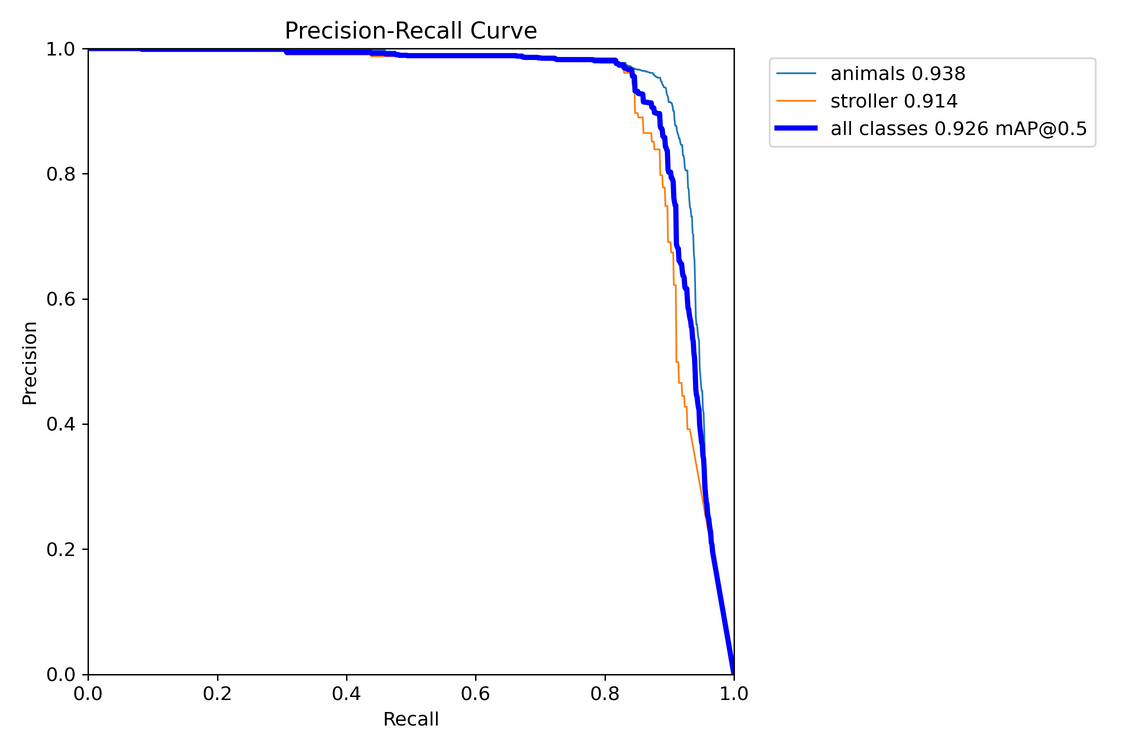 Precision-Recall Curve
animals 0.938
stroller 0.914
all classes 0.926 mAP@0.5
Precision
1.0
0.8
0.6
0.4
0.2
0.0
0.0 0.2 0.4 0.6 0.8 1.0
Recall